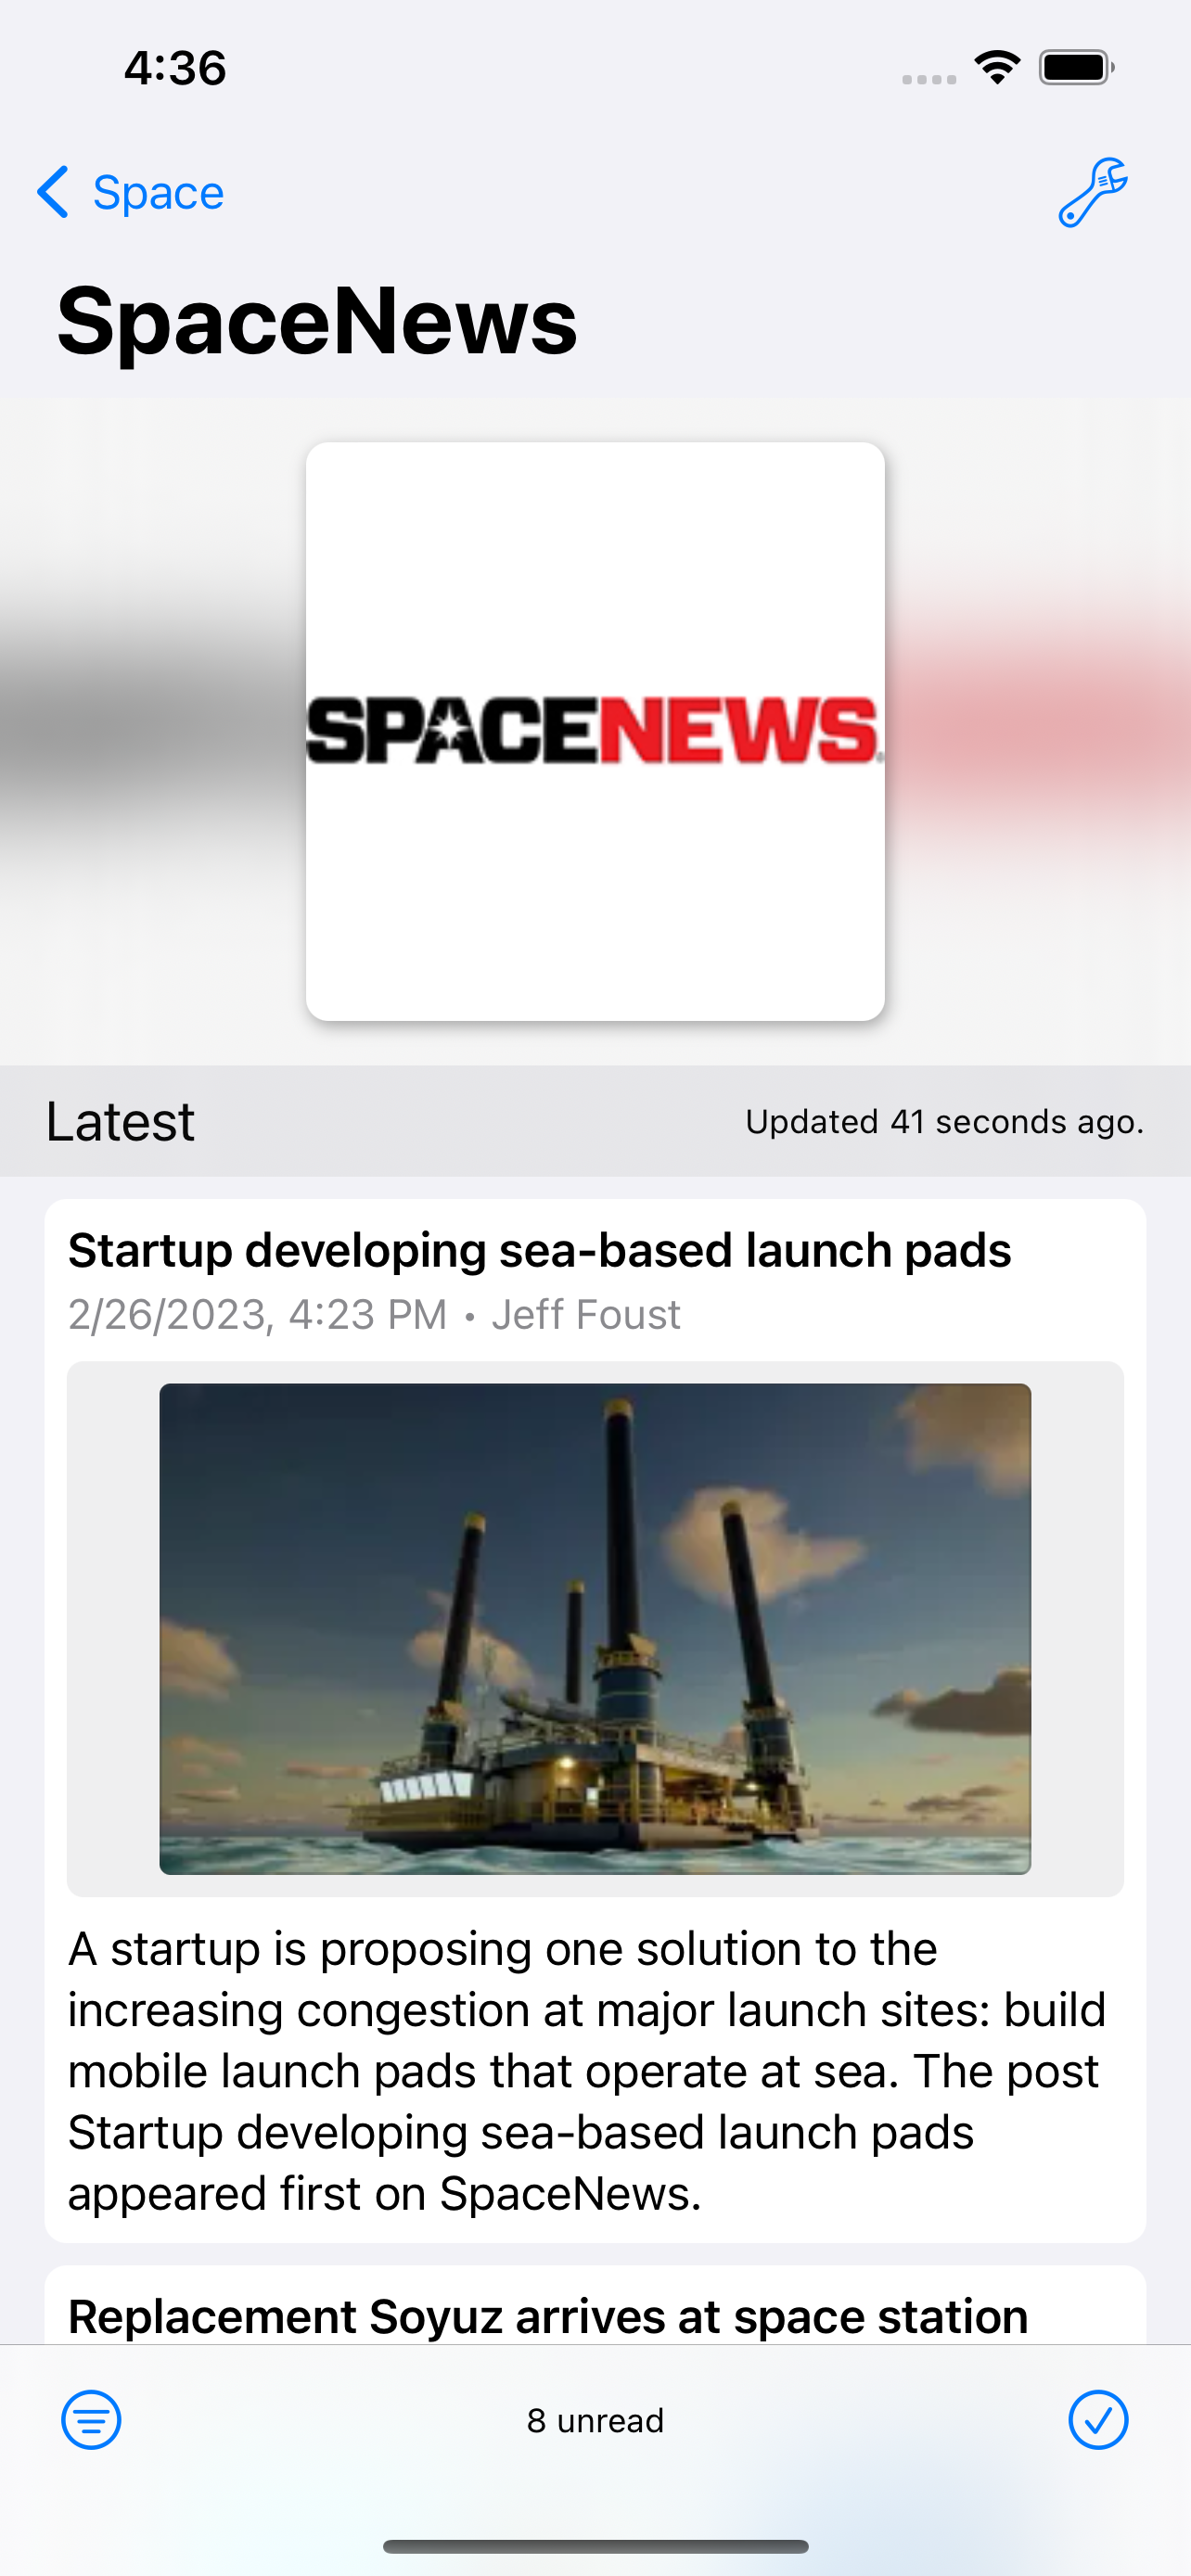 4:36
Space
SpaceNews
SPACENEWS
Latest
Updated 41 seconds ago.
Startup developing sea-based launch pads
2/26/2023, 4:23 PM • Jeff Foust
A startup is proposing one solution to the
increasing congestion at major launch sites: build
mobile launch pads that operate at sea. The post
Startup developing sea-based launch pads
appeared first on SpaceNews.
Replacement Soyuz arrives at space station
8 unread